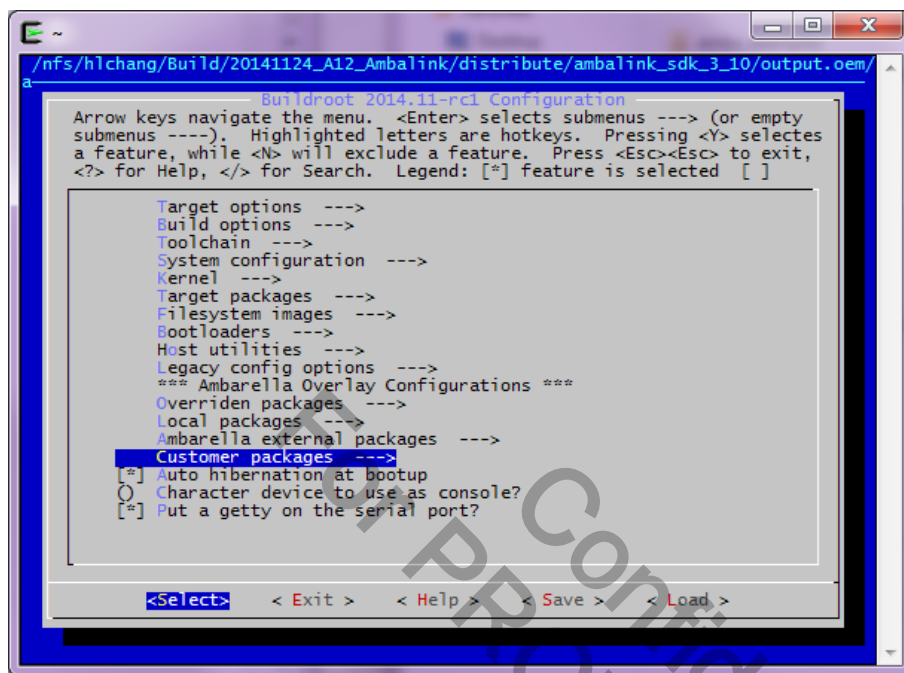 ~
/nfs/hlchang/Build/20141124_A12_Ambalink/distribute/ambalink_sdk_3_10/output.oem/
a
Buildroot 2014.11-rc1 Configuration
Arrow keys navigate the menu.  <Enter> selects submenus ---> (or empty
submenus ----).  Highlighted letters are hotkeys.  Pressing <Y> selectes
a feature, while <N> will exclude a feature.  Press <Esc><Esc> to exit,
<?> for Help, </> for Search.  Legend: [*] feature is selected  [ ]
Target options  --->
Build options  --->
Toolchain  --->
System configuration  --->
Kernel  --->
Target packages  --->
Filesystem images  --->
Bootloaders  --->
Host utilities  --->
Legacy config options  --->
*** Ambarella Overlay Configurations ***
Overriden packages  --->
Local packages  --->
Ambarella external packages  --->
Customer packages  --->
[*] Auto hibernation at bootup
() Character device to use as console?
[*] Put a getty on the serial port?
<Select>    < Exit >    < Help >    < Save >    < Load >
For